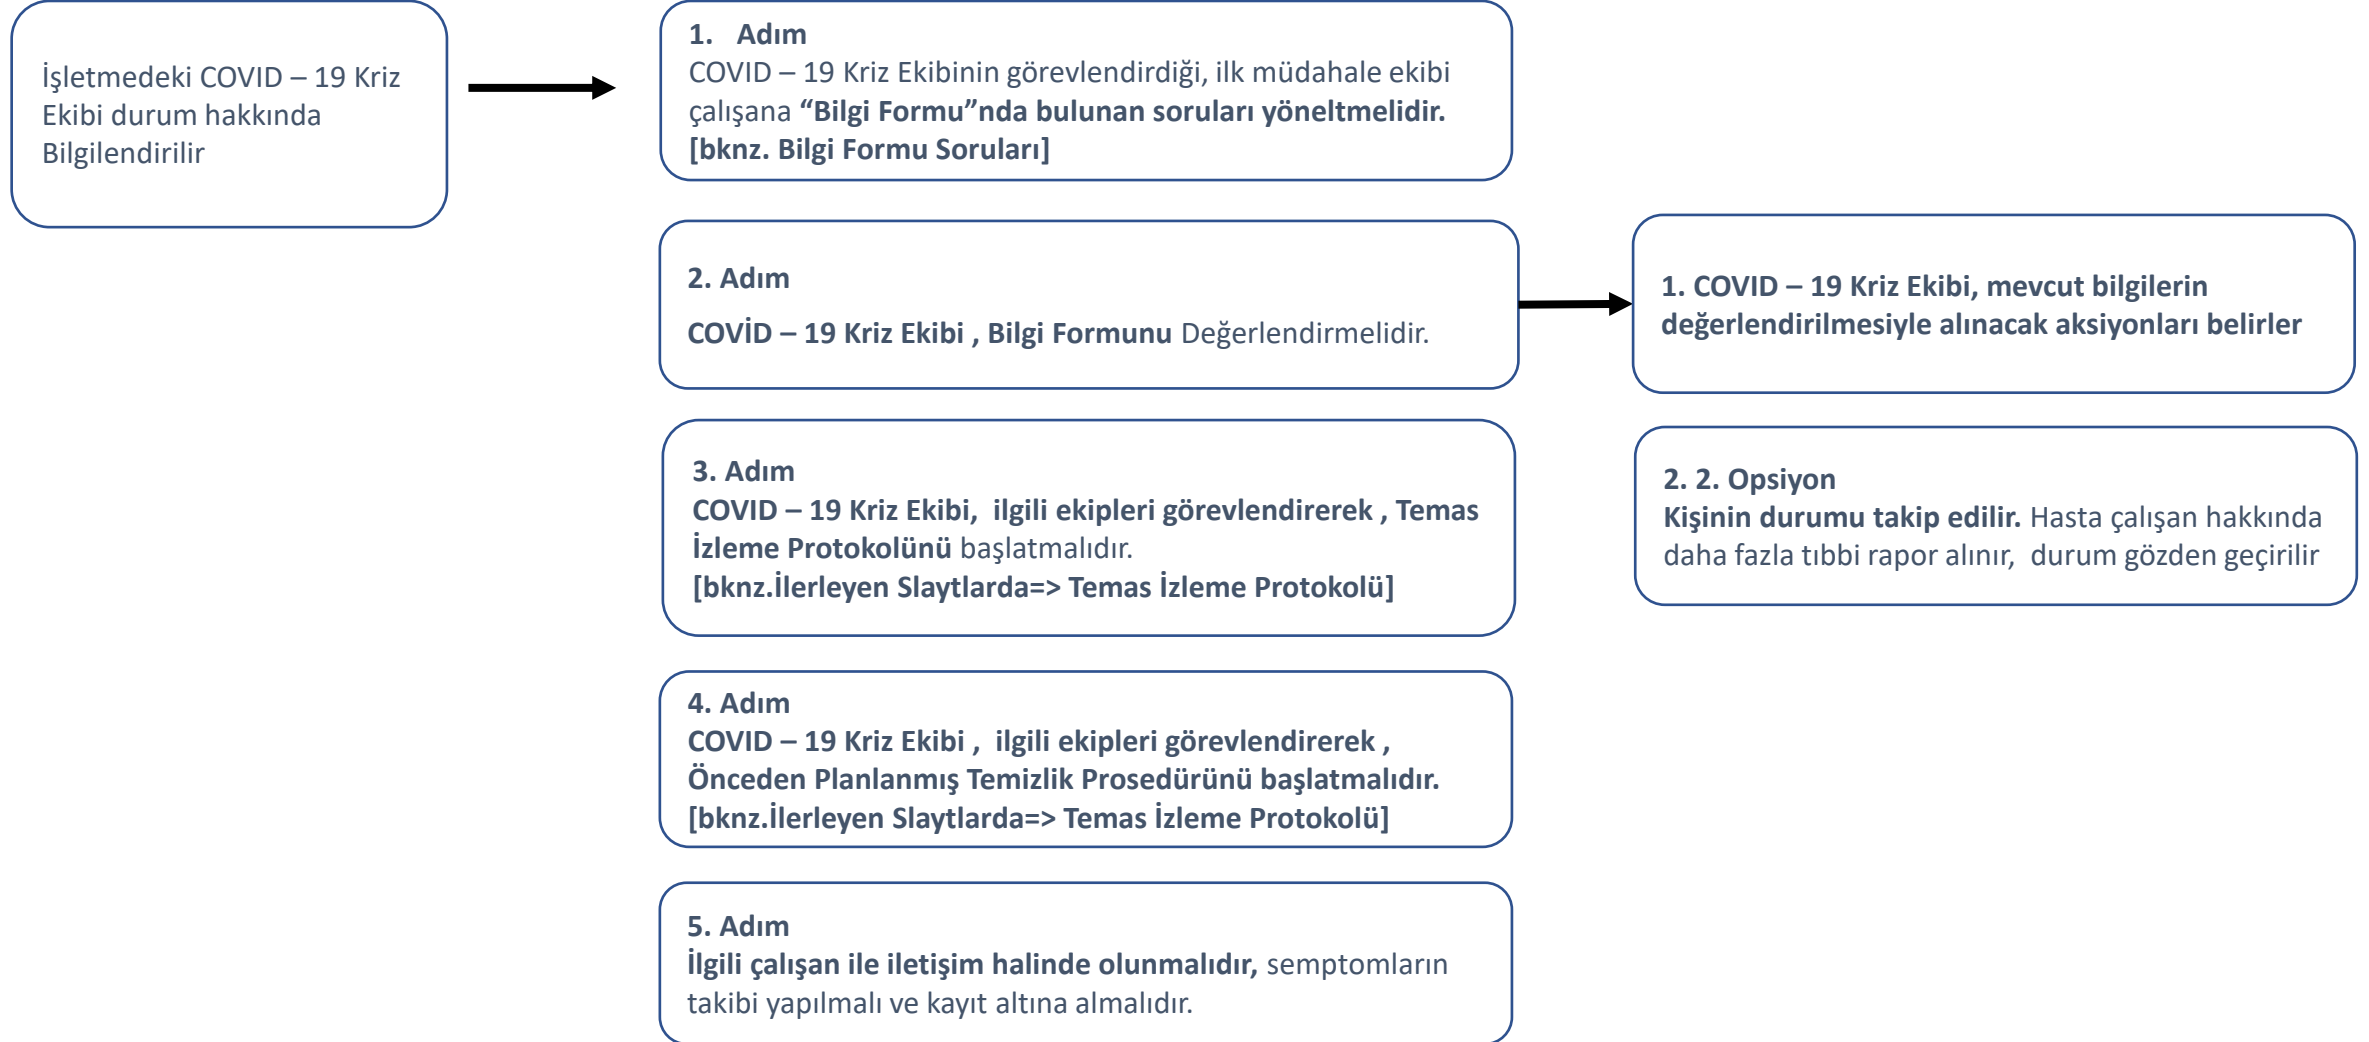 İşletmedeki COVID – 19 Kriz
Ekibi durum hakkında
Bilgilendirilir
1. Adım
COVID – 19 Kriz Ekibinin görevlendirdiği, ilk müdahale ekibi
çalışana “Bilgi Formu”nda bulunan soruları yöneltmelidir.
[bknz. Bilgi Formu Soruları]
2. Adım
COVİD – 19 Kriz Ekibi , Bilgi Formunu Değerlendirmelidir.
1. COVID – 19 Kriz Ekibi, mevcut bilgilerin
değerlendirilmesiyle alınacak aksiyonları belirler
3. Adım
COVID – 19 Kriz Ekibi, ilgili ekipleri görevlendirerek , Temas
İzleme Protokolünü başlatmalıdır.
[bknz.İlerleyen Slaytlarda=> Temas İzleme Protokolü]
2. 2. Opsiyon
Kişinin durumu takip edilir. Hasta çalışan hakkında
daha fazla tıbbi rapor alınır, durum gözden geçirilir
4. Adım
COVID – 19 Kriz Ekibi , ilgili ekipleri görevlendirerek ,
Önceden Planlanmış Temizlik Prosedürünü başlatmalıdır.
[bknz.İlerleyen Slaytlarda=> Temas İzleme Protokolü]
5. Adım
İlgili çalışan ile iletişim halinde olunmalıdır, semptomların
takibi yapılmalı ve kayıt altına almalıdır.